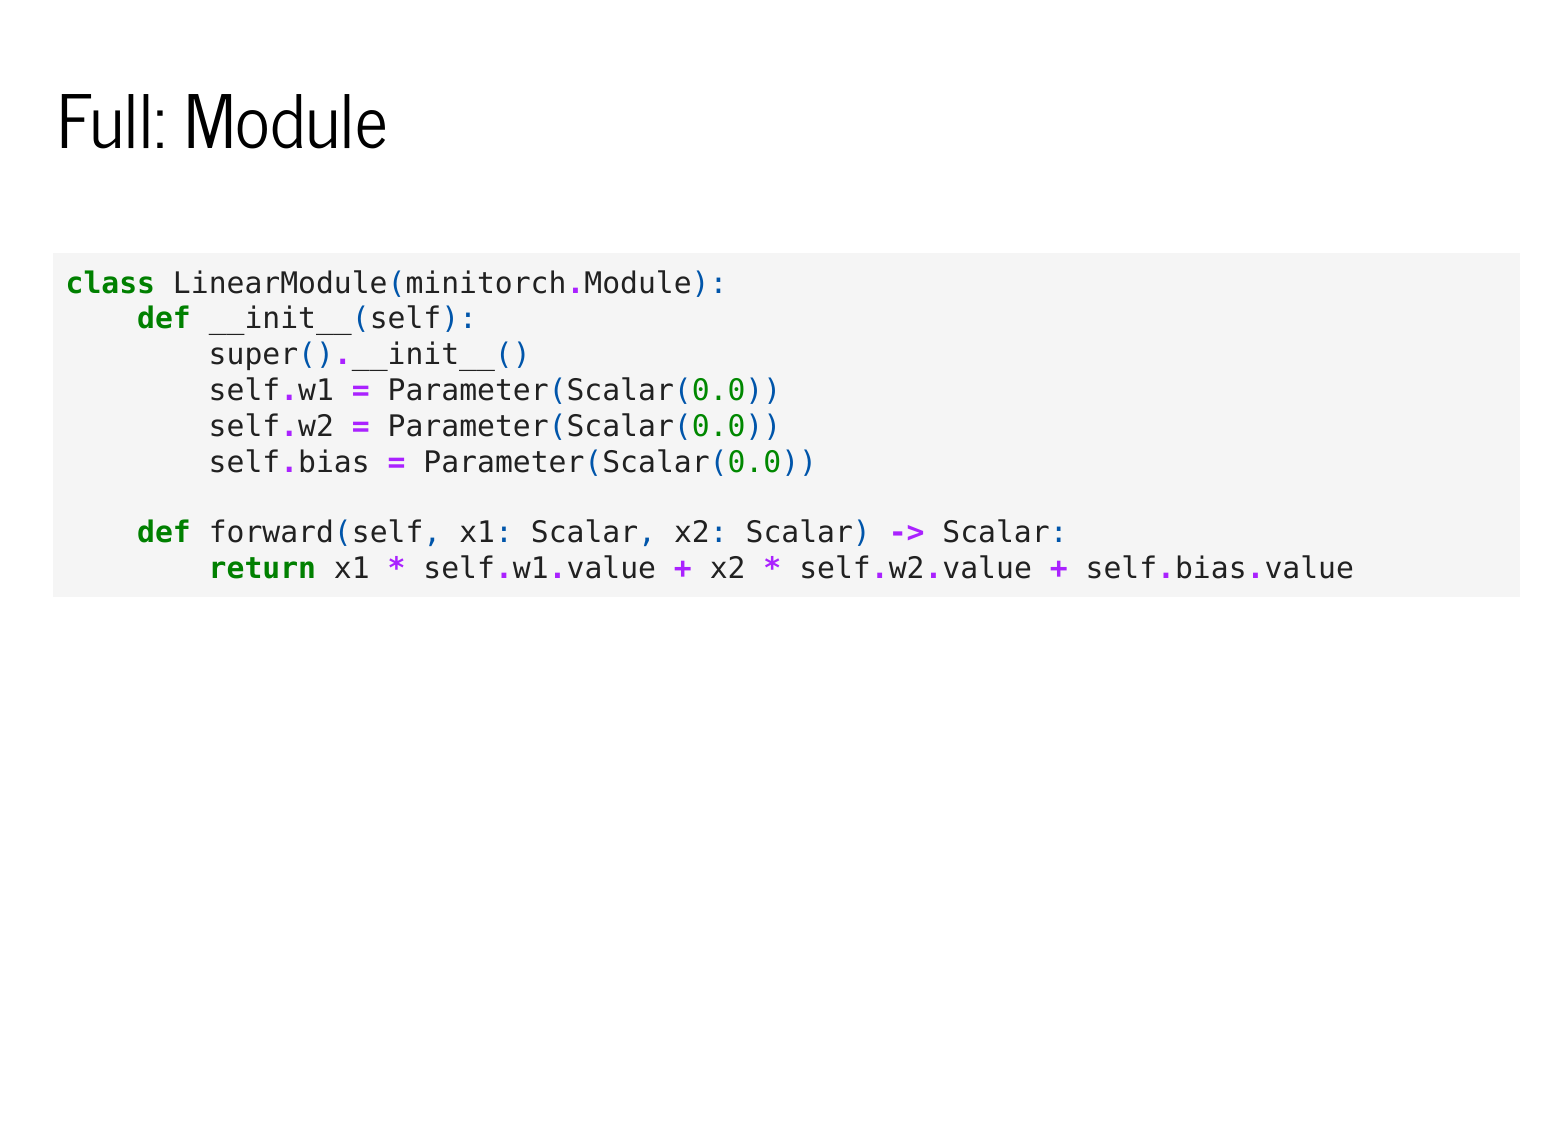 Full: Module
class LinearModule(minitorch.Module):
    def __init__(self):
        super().__init__()
        self.w1 = Parameter(Scalar(0.0))
        self.w2 = Parameter(Scalar(0.0))
        self.bias = Parameter(Scalar(0.0))
    def forward(self, x1: Scalar, x2: Scalar) -> Scalar:
        return x1 * self.w1.value + x2 * self.w2.value + self.bias.value